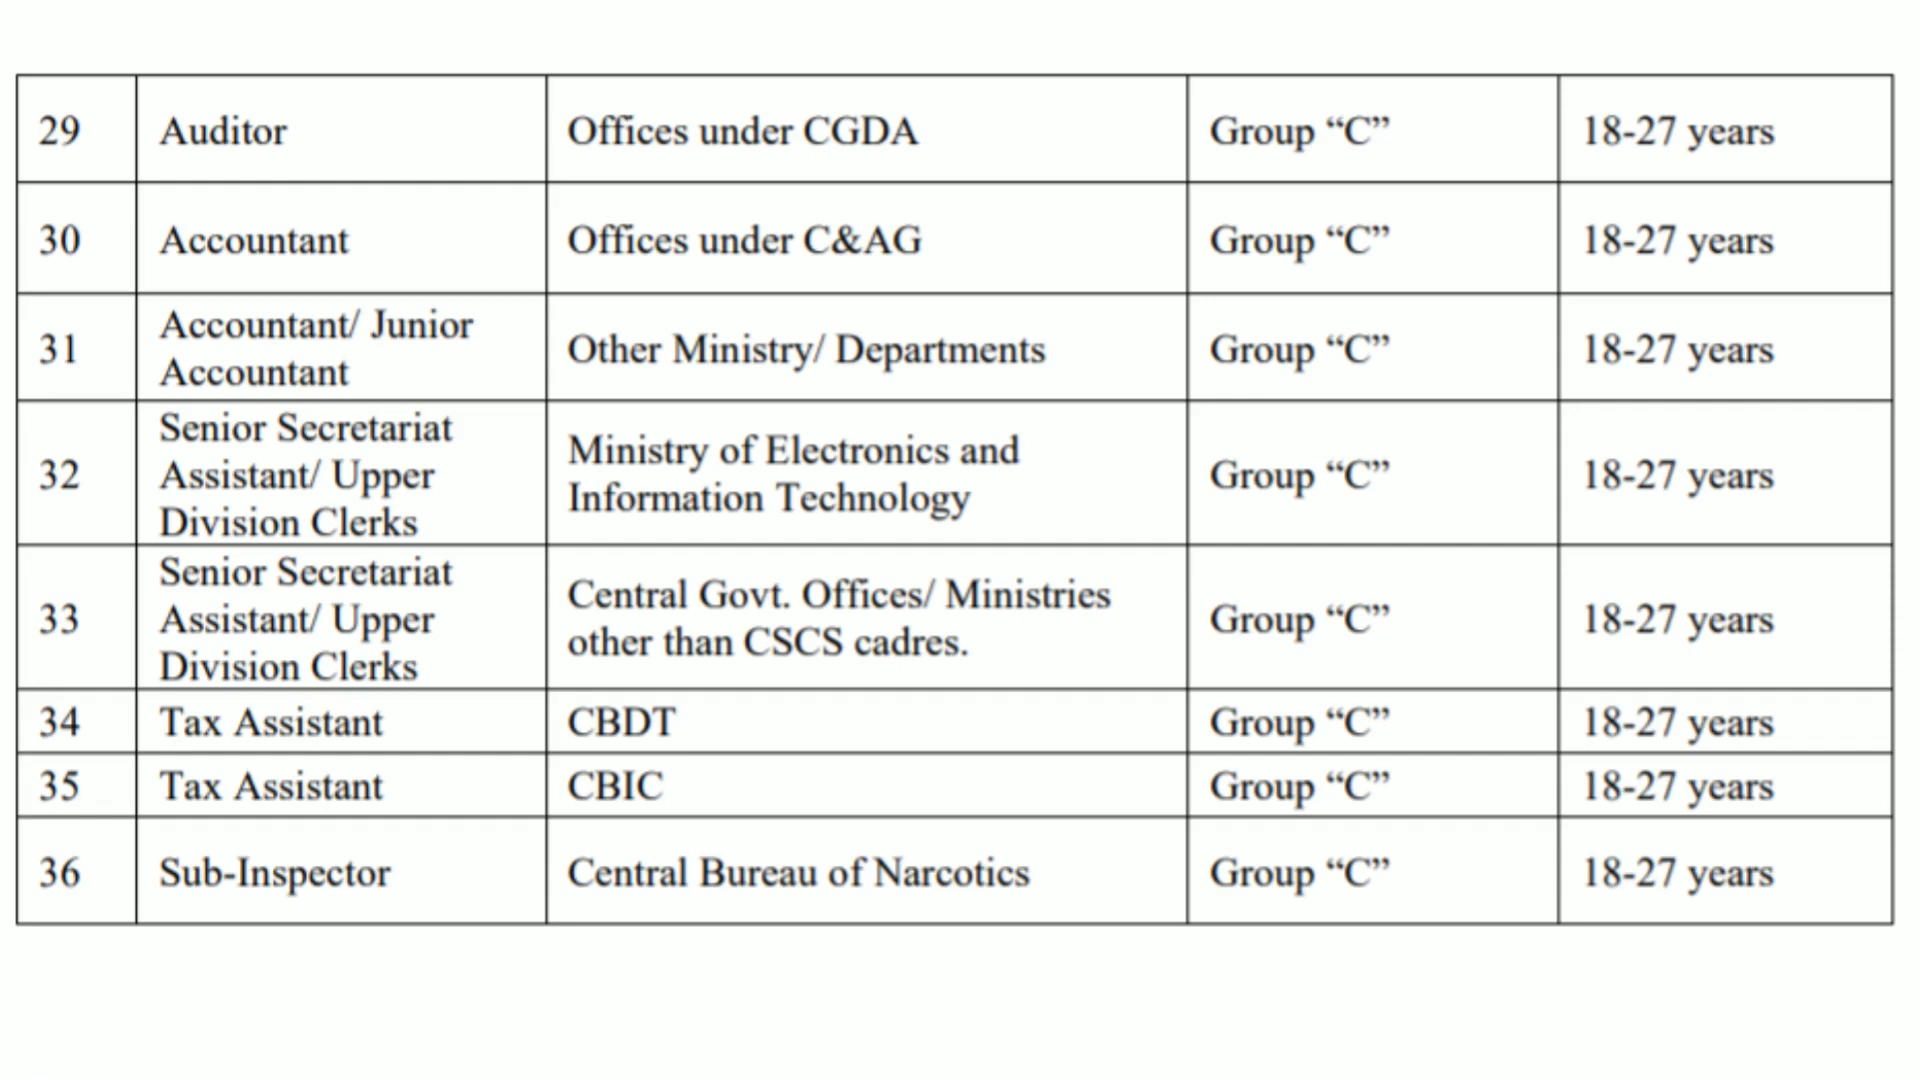 29 Auditor Offices under CGDA Group “C” 18-27 years
30 Accountant Offices under C&AG Group “C” 18-27 years
31 Accountant/ Junior
Accountant Other Ministry/ Departments Group “C” 18-27 years
32 Senior Secretariat
Assistant/ Upper
Division Clerks Ministry of Electronics and
Information Technology Group “C” 18-27 years
33 Senior Secretariat
Assistant/ Upper
Division Clerks Central Govt. Offices/ Ministries
other than CSCS cadres. Group “C” 18-27 years
34 Tax Assistant CBDT Group “C” 18-27 years
35 Tax Assistant CBIC Group “C” 18-27 years
36 Sub-Inspector Central Bureau of Narcotics Group “C” 18-27 years